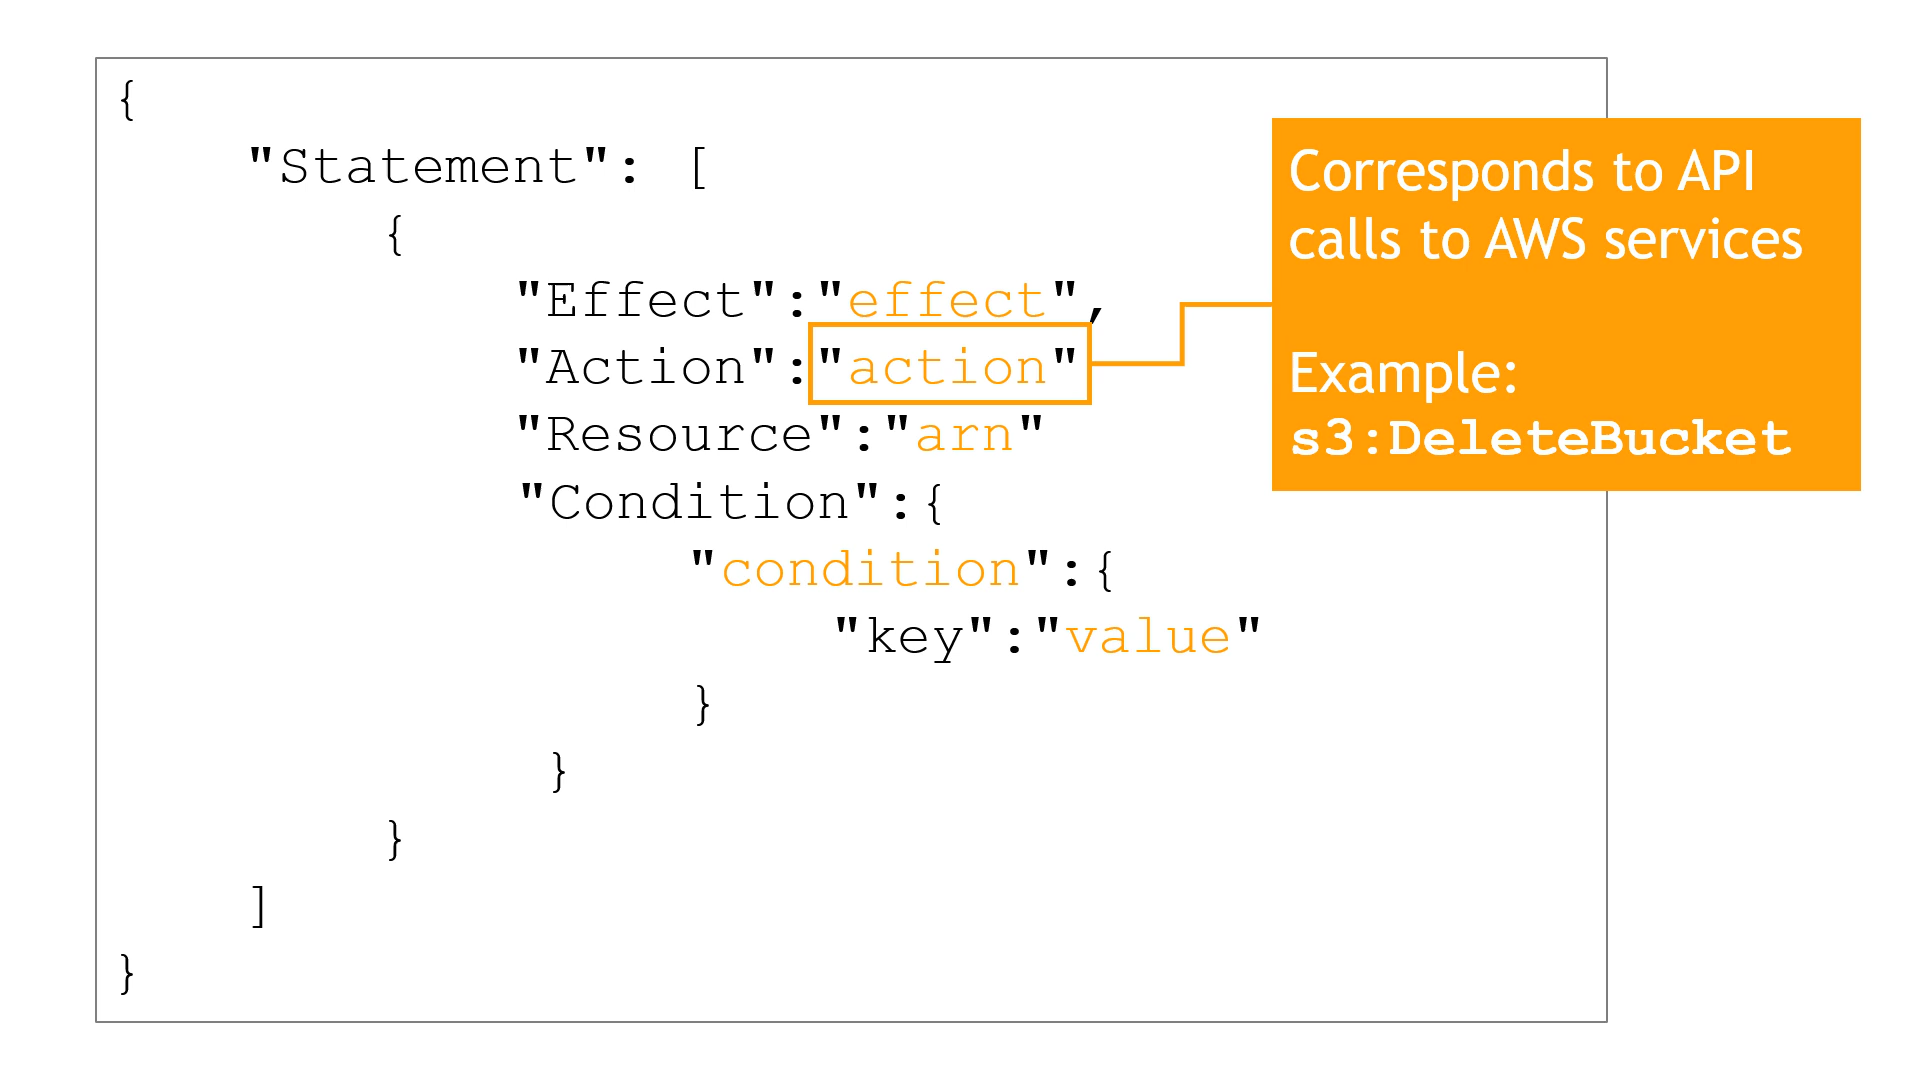 {
"Statement": [
{
"Effect":"effect",
"Action":"action"
"Resource":"arn"
"Condition":{
"condition":{
"key":"value"
}
}
}
]
}
Corresponds to API
calls to AWS services
Example:
s3:DeleteBucket